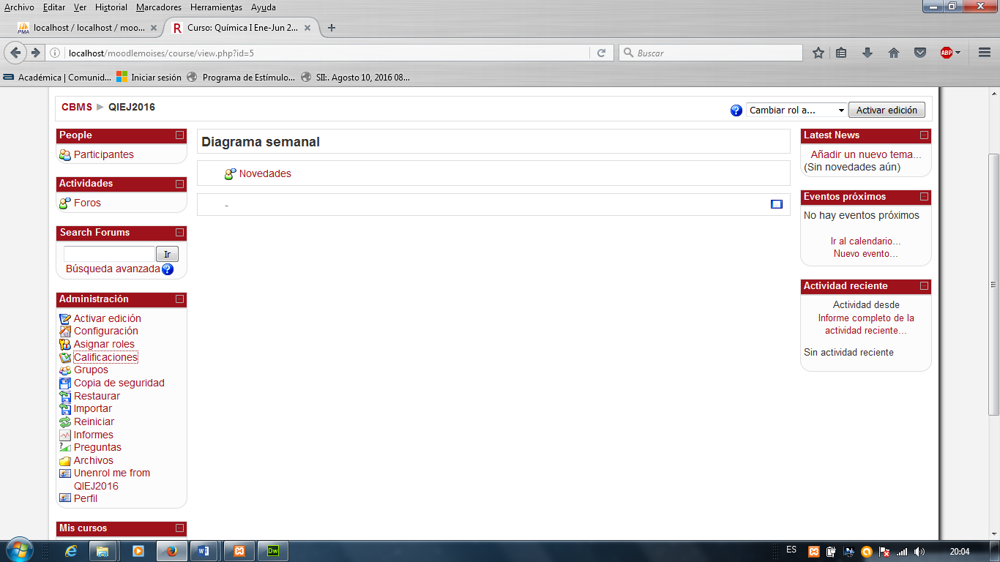 Archivo Editar Ver Historial Marcadores Herramientas Ayuda
localhost / localhost / moo...
Curso: Química I Ene-Jun 2...
localhost/moodlemoises/course/view.php?id=5
Buscar
ABP
Académica | Comunid...
Iniciar sesión
Programa de Estímulo...
SII:. Agosto 10, 2016 08...
CBMS ► QIEJ2016
Cambiar rol a...
Activar edición
People
Participantes
Actividades
Foros
Search Forums
Ir
Búsqueda avanzada
Administración
Activar edición
Configuración
Asignar roles
Calificaciones
Grupos
Copia de seguridad
Restaurar
Importar
Reiniciar
Informes
Preguntas
Archivos
Unenrol me from
QIEJ2016
Perfil
Mis cursos
Diagrama semanal
Novedades
-
Latest News
Añadir un nuevo tema...
(Sin novedades aún)
Eventos próximos
No hay eventos próximos
Ir al calendario...
Nuevo evento...
Actividad reciente
Actividad desde
Informe completo de la
actividad reciente...
Sin actividad reciente
ES
20:04